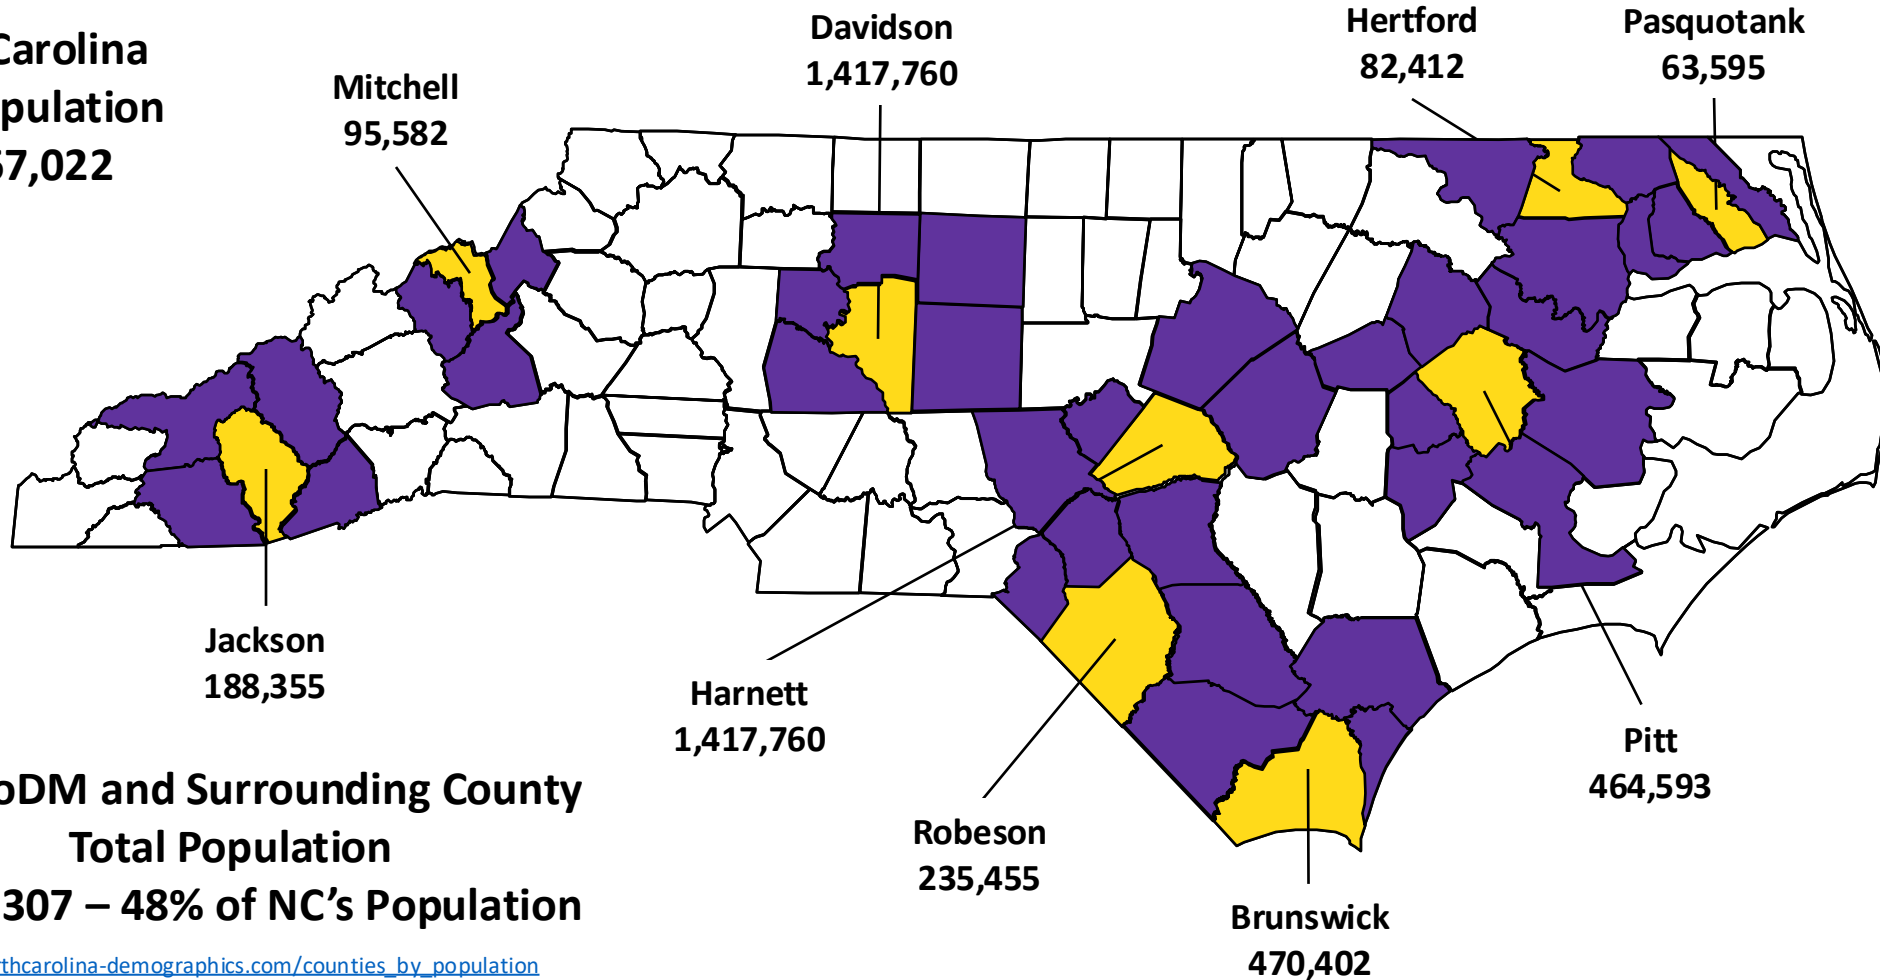 Carolina
pulation
67,022
Mitchell
95,582
Davidson
1,417,760
Hertford
82,412
Pasquotank
63,595
Jackson
188,355
Harnett
1,417,760
Robeson
235,455
Brunswick
470,402
Pitt
464,593
oDM and Surrounding County
Total Population
307 – 48% of NC’s Population
rthcarolina-demographics.com/counties_by_population